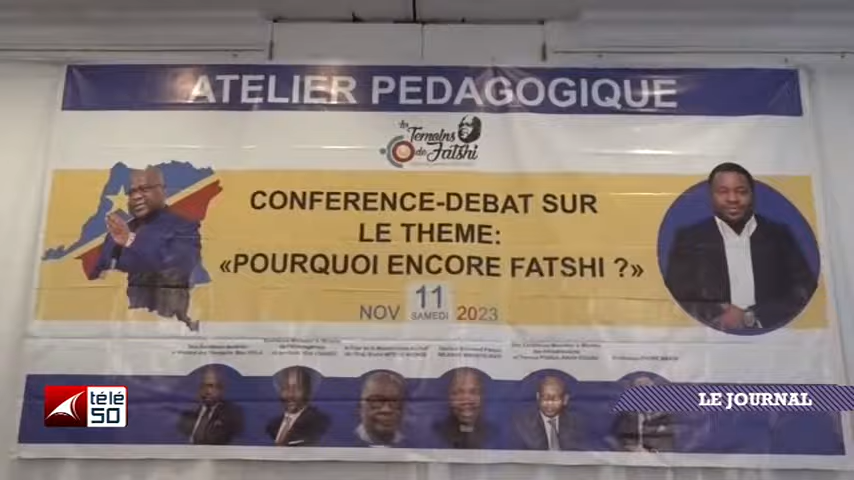 ATELIER PEDAGOGIQUE
les Temoins
de Fatshi
CONFERENCE-DEBAT SUR
LE THEME:
«POURQUOI ENCORE FATSHI ?»
NOV 11 SAMEDI 2023
télé
50
LE JOURNAL